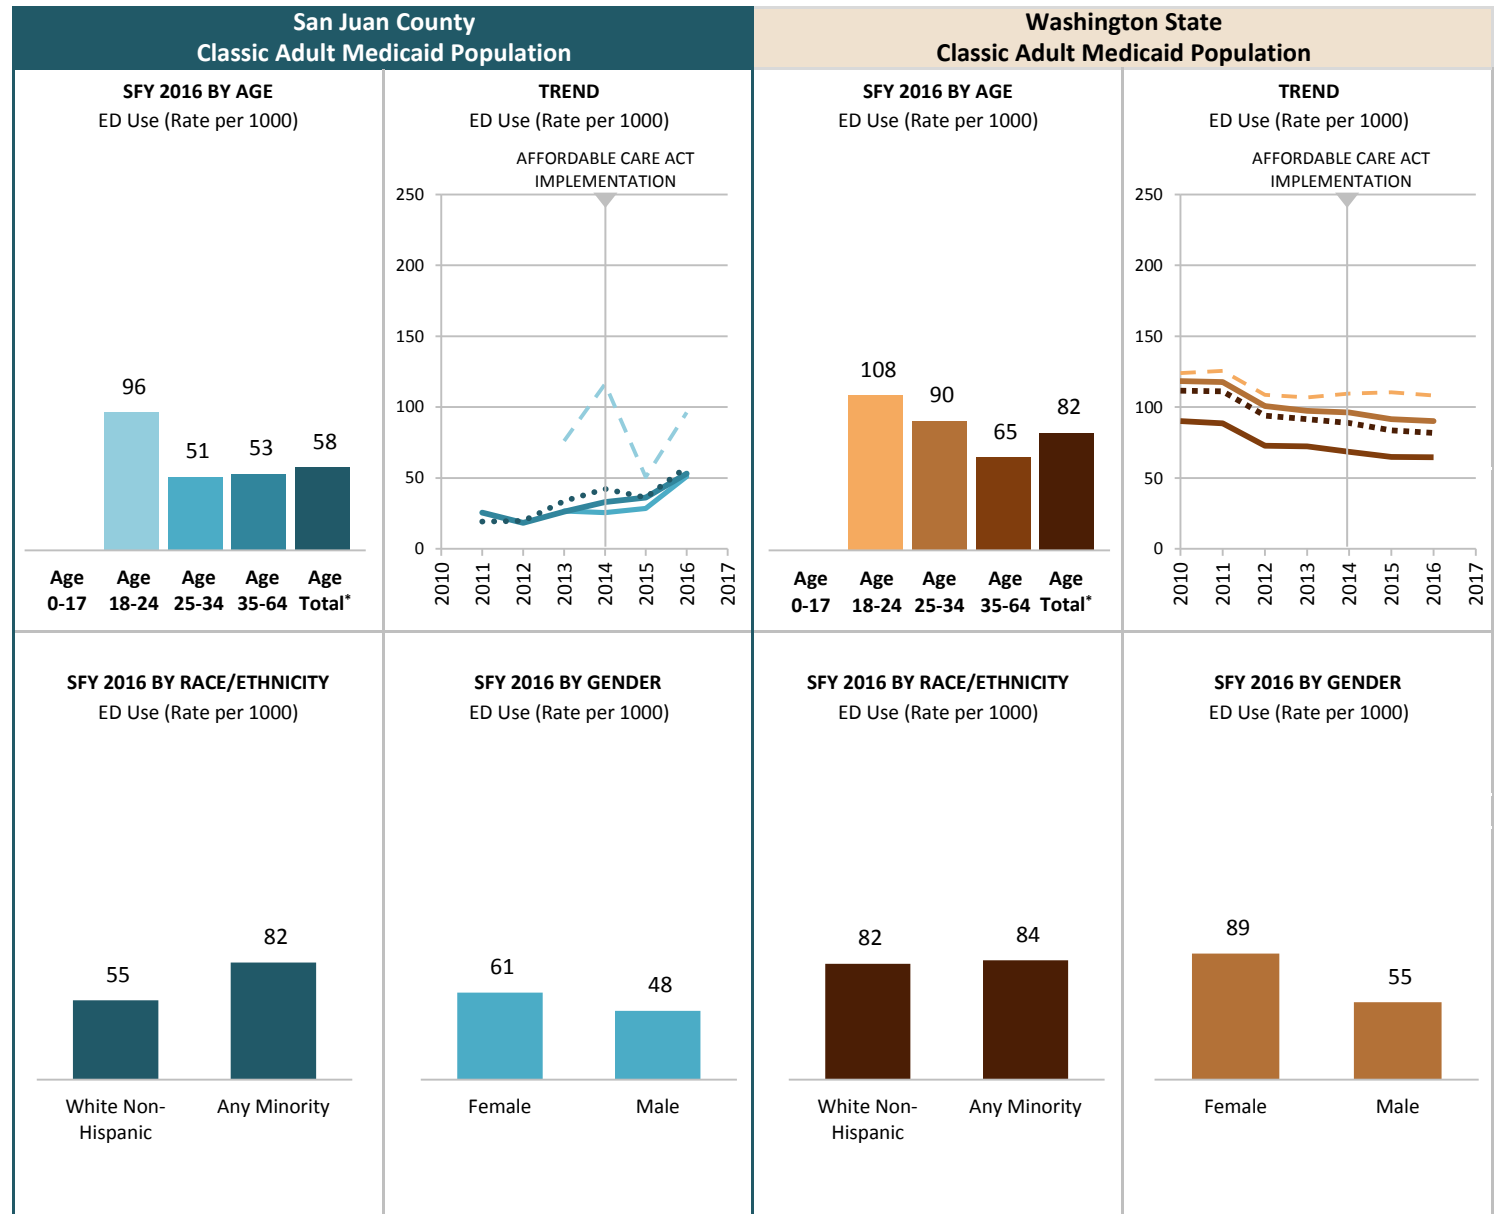 San Juan County
Classic Adult Medicaid Population
Washington State
Classic Adult Medicaid Population
SFY 2016 BY AGE
ED Use (Rate per 1000)
96
51
53
58
Age 0-17
Age 18-24
Age 25-34
Age 35-64
Age Total*
TREND
ED Use (Rate per 1000)
AFFORDABLE CARE ACT
IMPLEMENTATION
250
200
150
100
50
0
2010
2011
2012
2013
2014
2015
2016
2017
SFY 2016 BY AGE
ED Use (Rate per 1000)
108
90
65
82
Age 0-17
Age 18-24
Age 25-34
Age 35-64
Age Total*
TREND
ED Use (Rate per 1000)
AFFORDABLE CARE ACT
IMPLEMENTATION
250
200
150
100
50
0
2010
2011
2012
2013
2014
2015
2016
2017
SFY 2016 BY RACE/ETHNICITY
ED Use (Rate per 1000)
55
82
White Non-
Hispanic
Any Minority
SFY 2016 BY GENDER
ED Use (Rate per 1000)
61
48
Female
Male
SFY 2016 BY RACE/ETHNICITY
ED Use (Rate per 1000)
82
84
White Non-
Hispanic
Any Minority
SFY 2016 BY GENDER
ED Use (Rate per 1000)
89
55
Female
Male